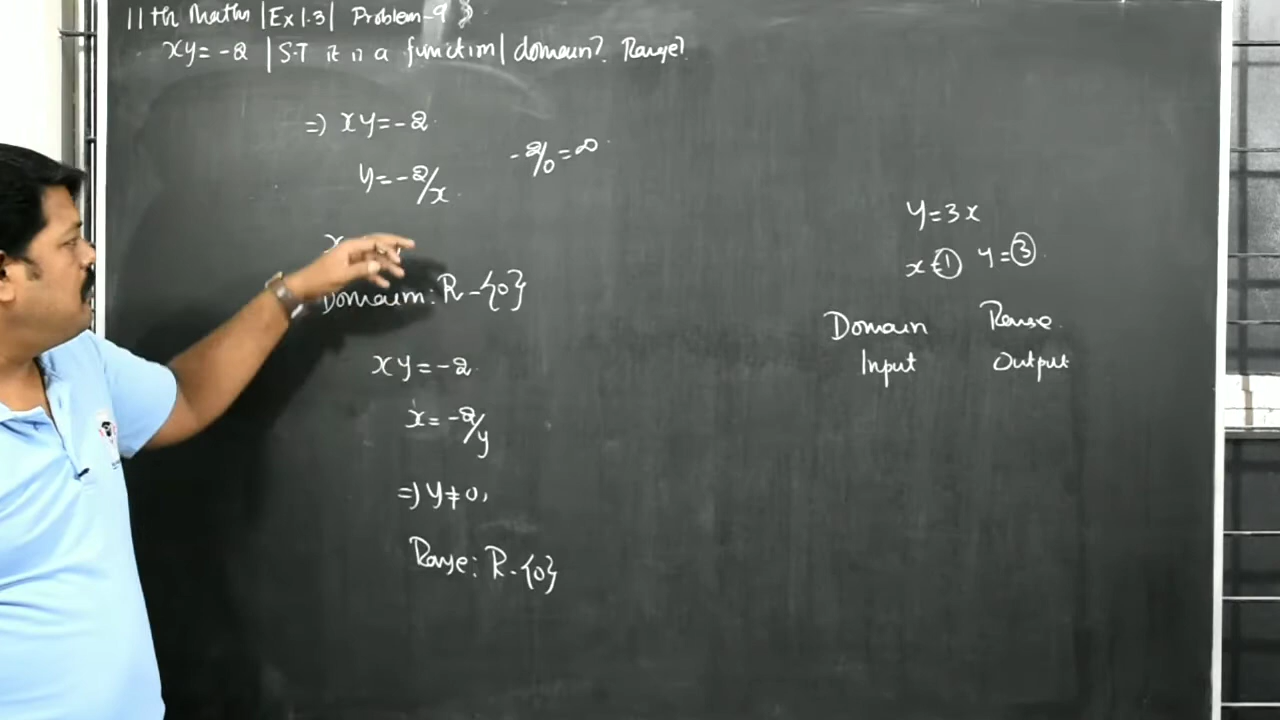 11th Maths | Ex 1.3 | Problem-9
xy = -2 | S.T it is a function | domain? Range?
=) xy = -2
y = -2/x
-2/0 = ∞
x
Domain: R - {0}
xy = -2
x = -2/y
=) y ≠ 0,
Range: R - {0}
y = 3x
x = 1 y = 3
Domain Range
Input Output